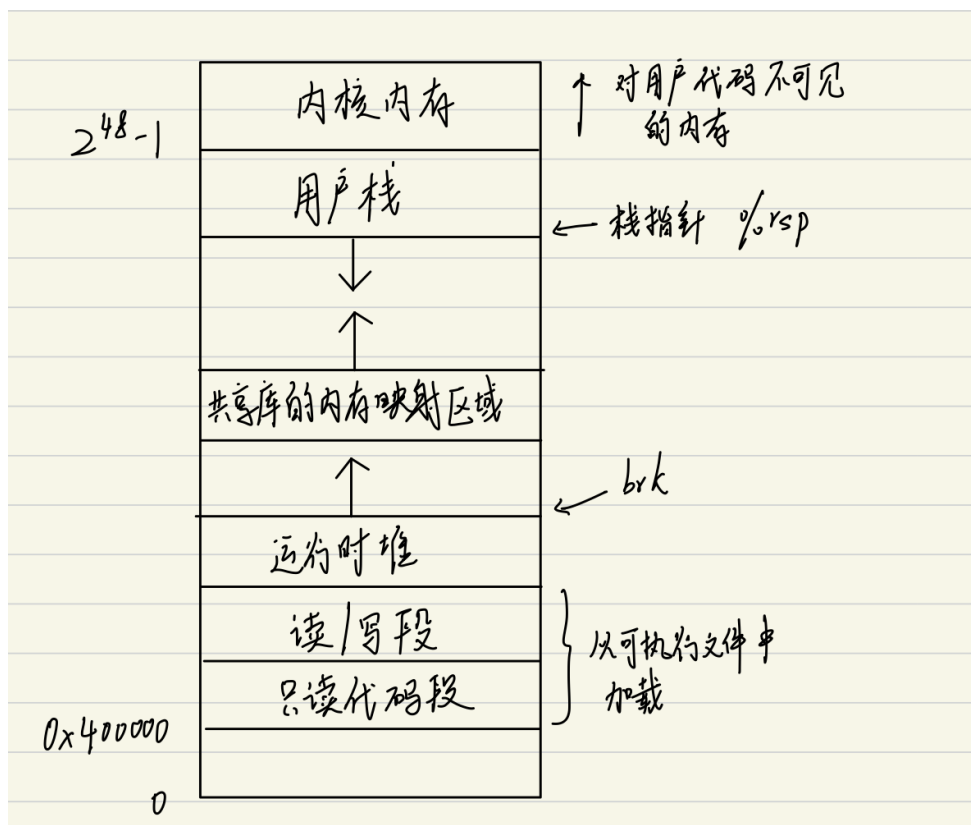 内核内存
对用户代码不可见
的内存
2^48-1
用户栈
栈指针 %rsp
共享库的内存映射区域
brk
运行时堆
读/写段
从可执行文件中
加载
只读代码段
0x400000
0